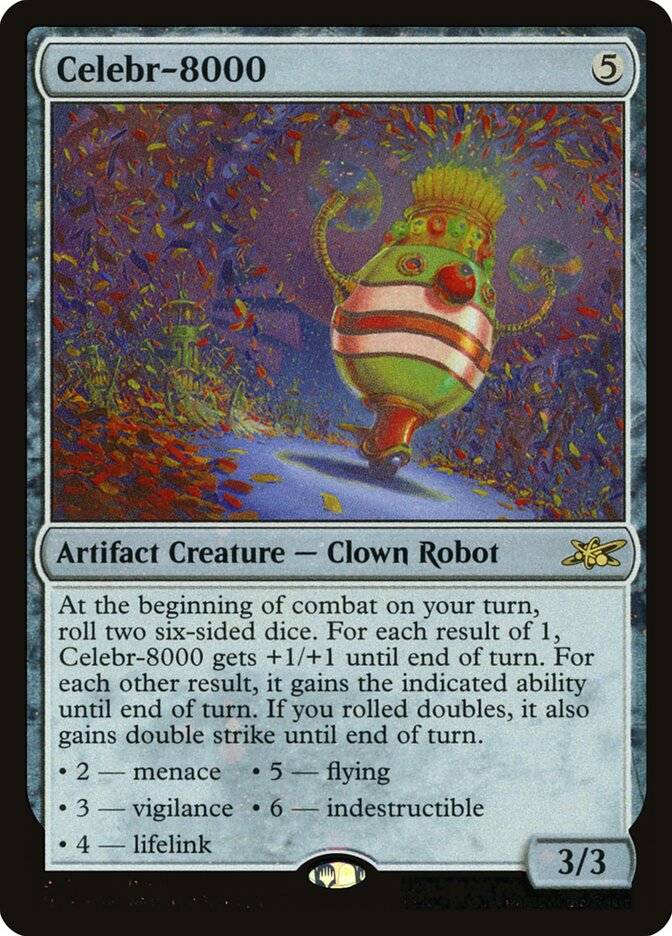 Celebr-8000 5
Artifact Creature — Clown Robot
At the beginning of combat on your turn,
roll two six-sided dice. For each result of 1,
Celebr-8000 gets +1/+1 until end of turn. For
each other result, it gains the indicated ability
until end of turn. If you rolled doubles, it also
gains double strike until end of turn.
• 2 — menace • 5 — flying
• 3 — vigilance • 6 — indestructible
• 4 — lifelink
3/3